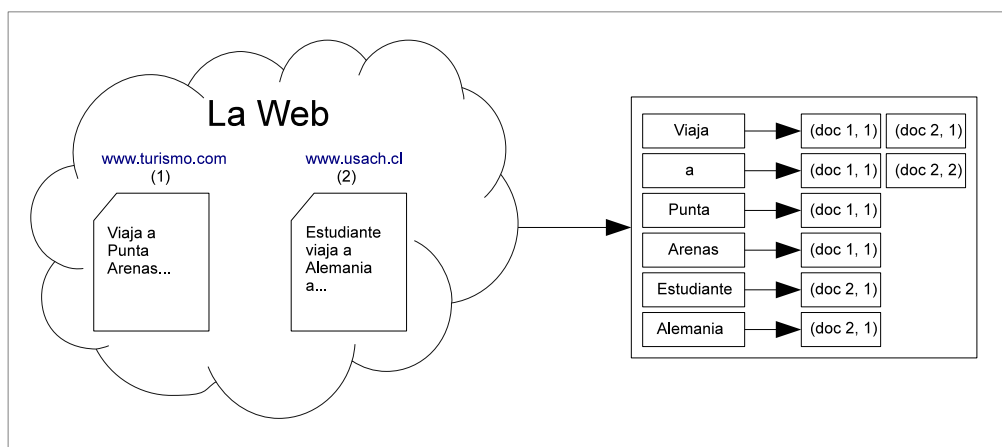 La Web
www.turismo.com
(1)
Viaja a
Punta
Arenas...
www.usach.cl
(2)
Estudiante
viaja a
Alemania
a...
Viaja (doc 1, 1) (doc 2, 1)
a (doc 1, 1) (doc 2, 2)
Punta (doc 1, 1)
Arenas (doc 1, 1)
Estudiante (doc 2, 1)
Alemania (doc 2, 1)